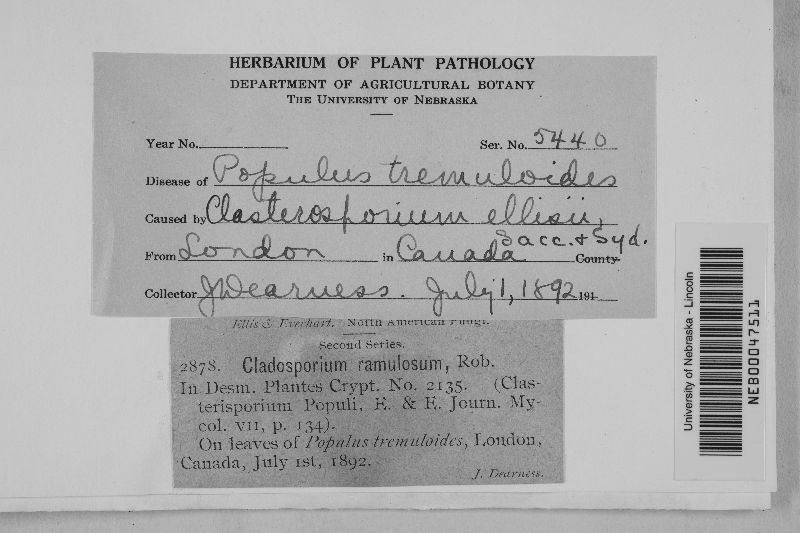 HERBARIUM OF PLANT PATHOLOGY
DEPARTMENT OF AGRICULTURAL BOTANY
THE UNIVERSITY OF NEBRASKA
Year No. Ser. No. 5440
Disease of Populus tremuloides
Caused by Clasterosporium ellisii,
Sacc. & Syd.
From London in Canada County
Collector J Dearness. July 1, 1892 191
Ellis & Everhart. North American Fungi.
Second Series.
2878. Cladosporium ramulosum, Rob.
In Desm. Plantes Crypt. No. 2135. (Clas-
terisporium Populi, E. & E. Journ. My-
col. VII, p. 134).
On leaves of Populus tremuloides, London,
Canada, July 1st, 1892.
J. Dearness.
University of Nebraska - Lincoln
NEB00047511